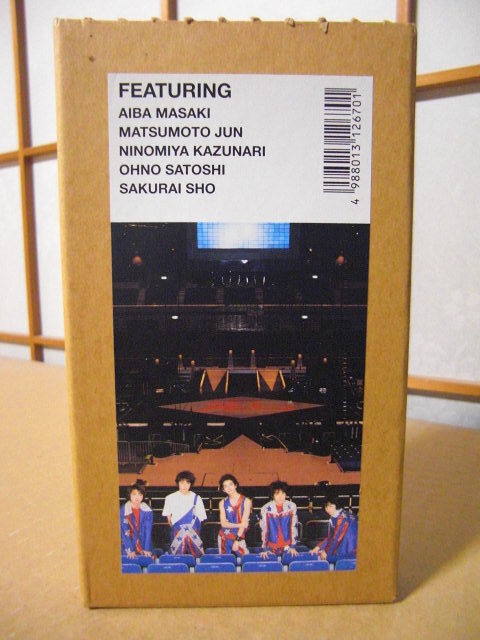 FEATURING
AIBA MASAKI
MATSUMOTO JUN
NINOMIYA KAZUNARI
OHNO SATOSHI
SAKURAI SHO
4 988013 126701